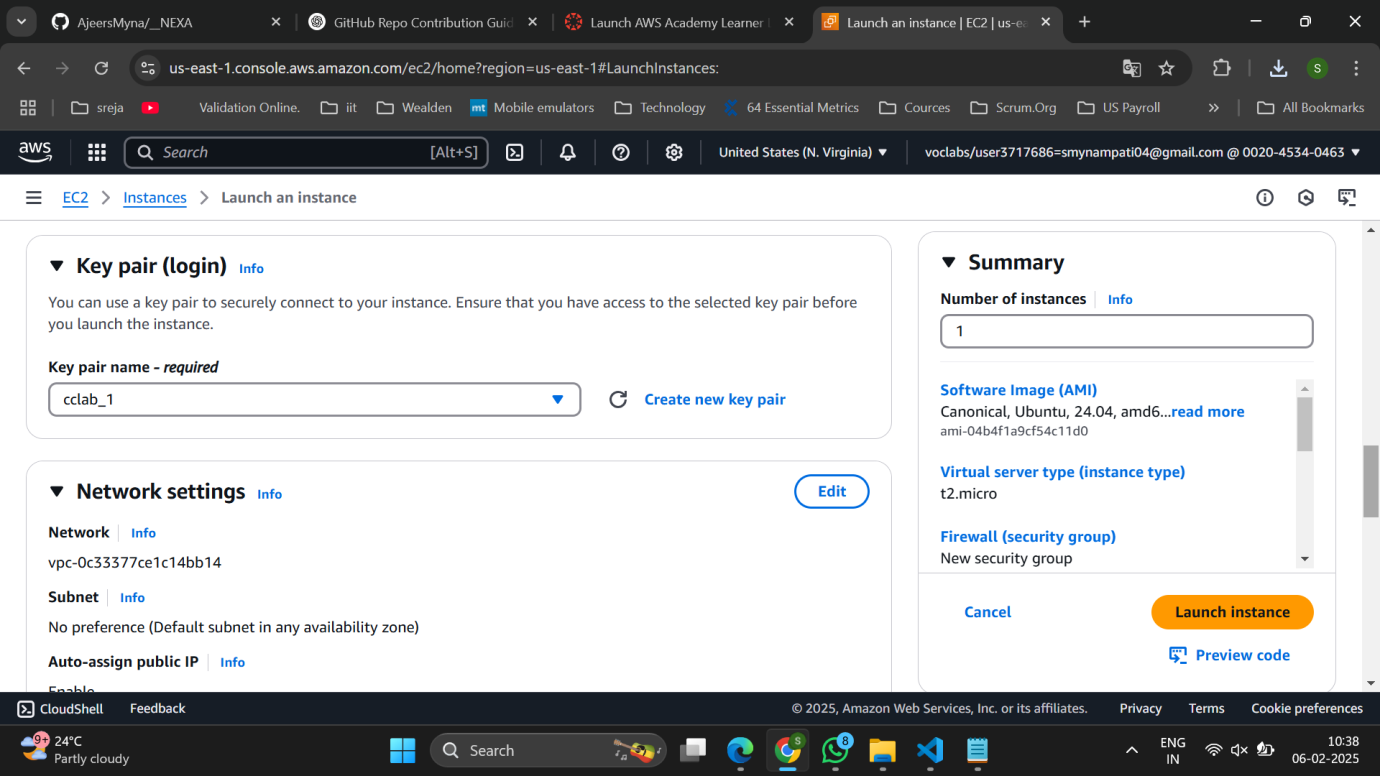 AjeersMyna/__NEXA
GitHub Repo Contribution Guid
Launch AWS Academy Learner L
Launch an instance | EC2 | us-ea
us-east-1.console.aws.amazon.com/ec2/home?region=us-east-1#LaunchInstances:
S
sreja
Validation Online.
iit
Wealden
mt
Mobile emulators
Technology
64 Essential Metrics
Cources
Scrum.Org
US Payroll
All Bookmarks
aws
Search
[Alt+S]
United States (N. Virginia)
voclabs/user3717686=smynampati04@gmail.com @ 0020-4534-0463
EC2
Instances
Launch an instance
Key pair (login)
Info
You can use a key pair to securely connect to your instance. Ensure that you have access to the selected key pair before
you launch the instance.
Key pair name - required
cclab_1
Create new key pair
Network settings
Info
Edit
Network
Info
vpc-0c33377ce1c14bb14
Subnet
Info
No preference (Default subnet in any availability zone)
Auto-assign public IP
Info
Enable
Summary
Number of instances
Info
1
Software Image (AMI)
Canonical, Ubuntu, 24.04, amd6...read more
ami-04b4f1a9cf54c11d0
Virtual server type (instance type)
t2.micro
Firewall (security group)
New security group
Cancel
Launch instance
Preview code
CloudShell
Feedback
© 2025, Amazon Web Services, Inc. or its affiliates.
Privacy
Terms
Cookie preferences
9+
24°C
Partly cloudy
Search
S
8
ENG
IN
10:38
06-02-2025